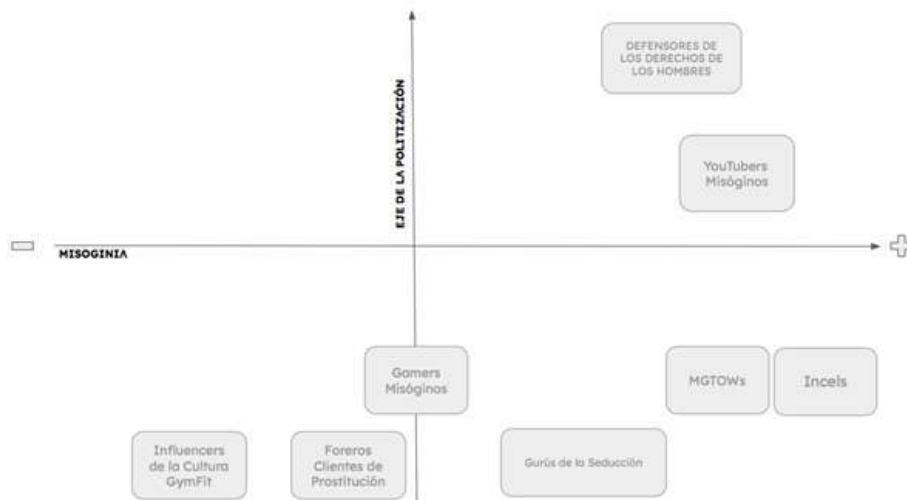 DEFENSORES DE
LOS DERECHOS DE
LOS HOMBRES
EJE DE LA POLITIZACIÓN
YouTubers
Misóginos
MISOGINIA
Gamers
Misóginos
MGTOWs
Incels
Influencers
de la Cultura
GymFit
Foreros
Clientes de
Prostitución
Gurús de la Seducción